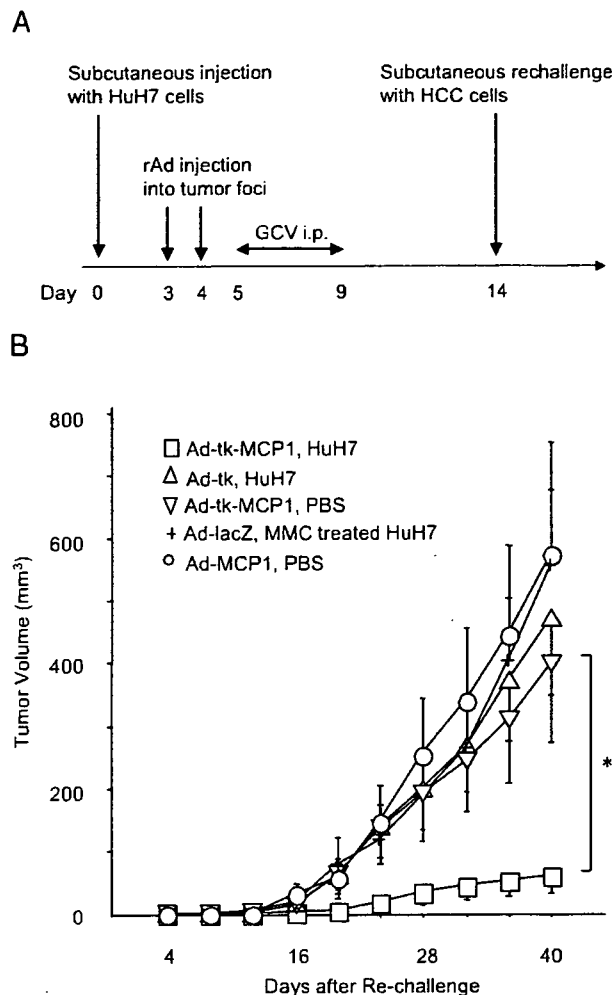 A
Subcutaneous injection
with HuH7 cells
Subcutaneous rechallenge
with HCC cells
rAd injection
into tumor foci
GCV i.p.
Day 0 3 4 5 9 14
B
800
600
400
200
0
Tumor Volume (mm³)
Ad-tk-MCP1, HuH7
Ad-tk, HuH7
Ad-tk-MCP1, PBS
Ad-lacZ, MMC treated HuH7
Ad-MCP1, PBS
*
4 16 28 40
Days after Re-challenge